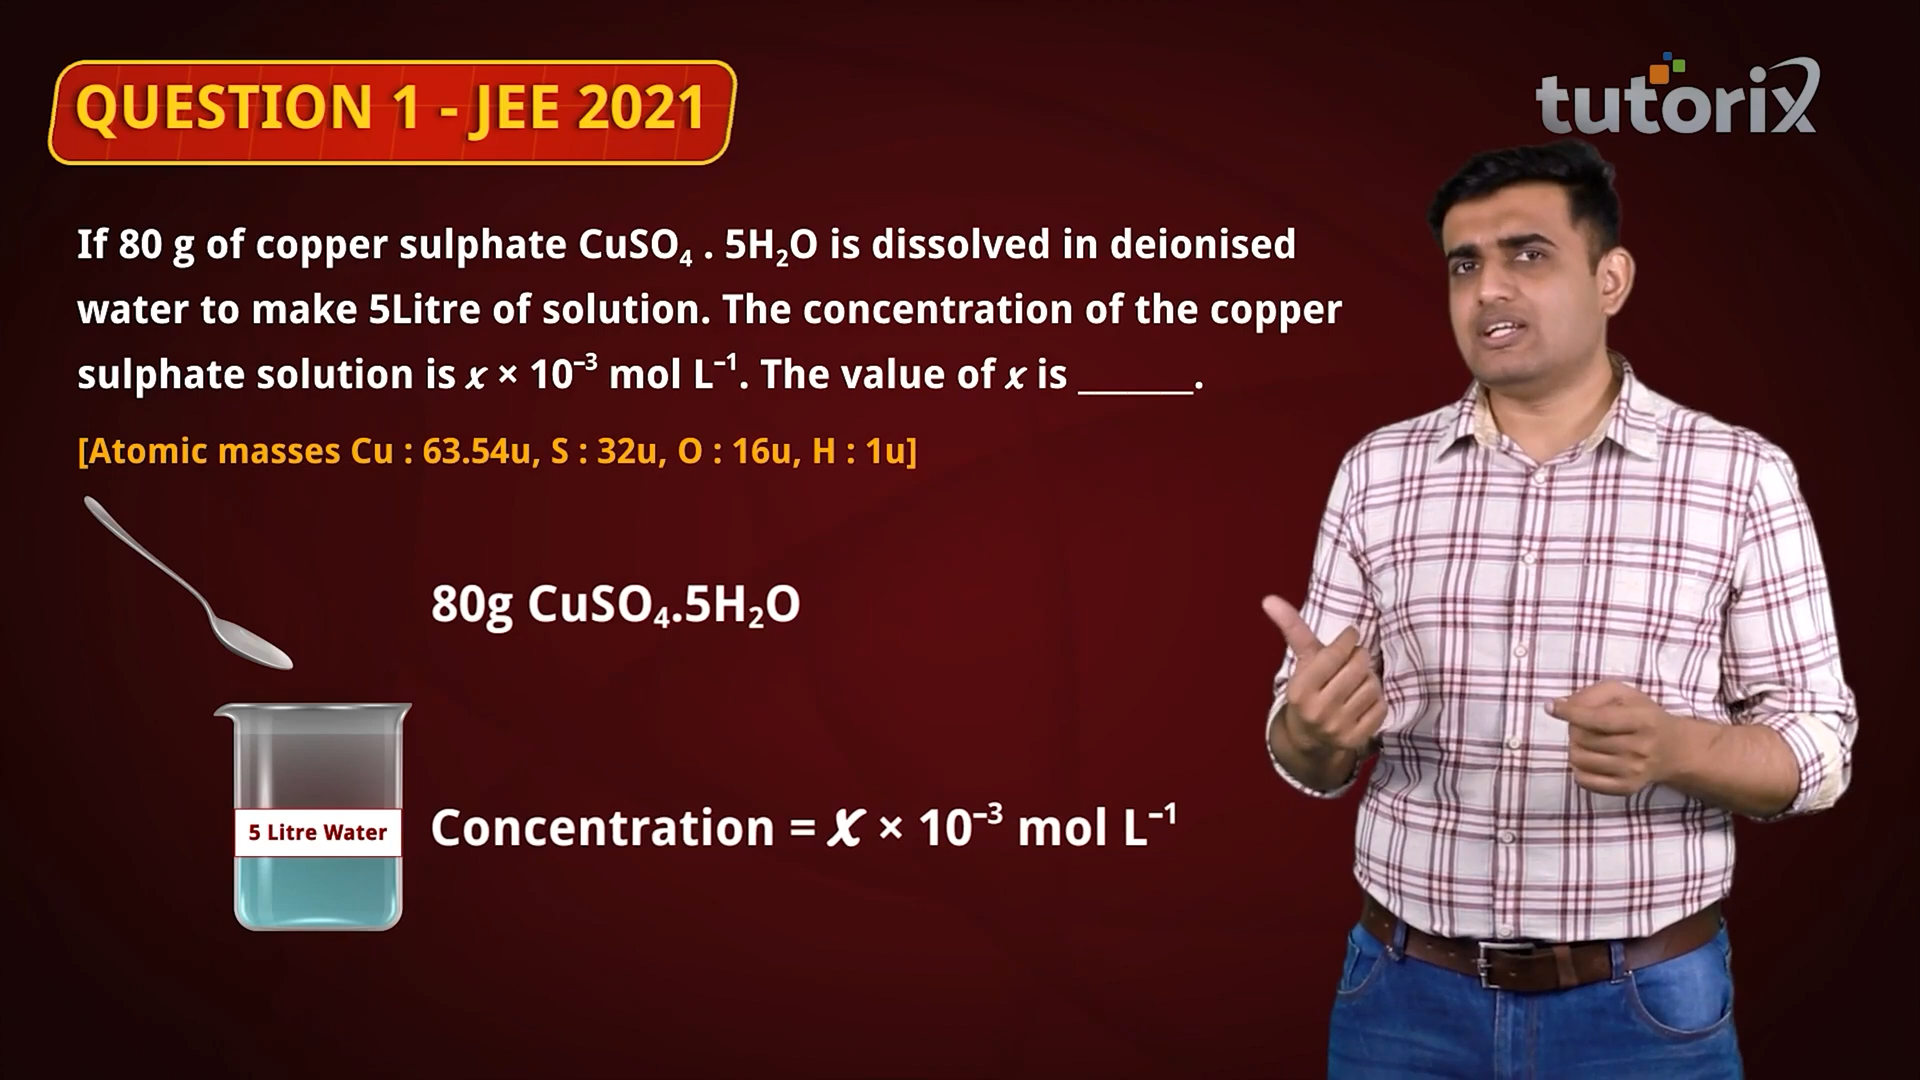 QUESTION 1 - JEE 2021
tutorix
If 80 g of copper sulphate CuSO₄ . 5H₂O is dissolved in deionised
water to make 5Litre of solution. The concentration of the copper
sulphate solution is x × 10⁻³ mol L⁻¹. The value of x is ______.
[Atomic masses Cu : 63.54u, S : 32u, O : 16u, H : 1u]
80g CuSO₄.5H₂O
5 Litre Water
Concentration = x × 10⁻³ mol L⁻¹